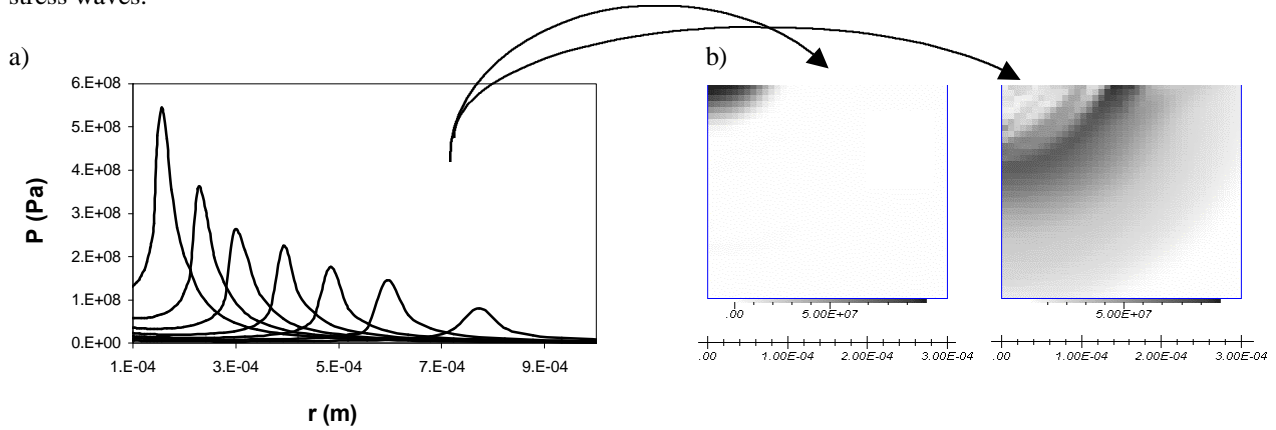 stress waves.
a)
b)
6.E+08
5.E+08
4.E+08
3.E+08
2.E+08
1.E+08
0.E+00
P (Pa)
1.E-04 3.E-04 5.E-04 7.E-04 9.E-04
r (m)
.00 5.00E+07
.00 1.00E-04 2.00E-04 3.00E-04
5.00E+07
.00 1.00E-04 2.00E-04 3.00E-04